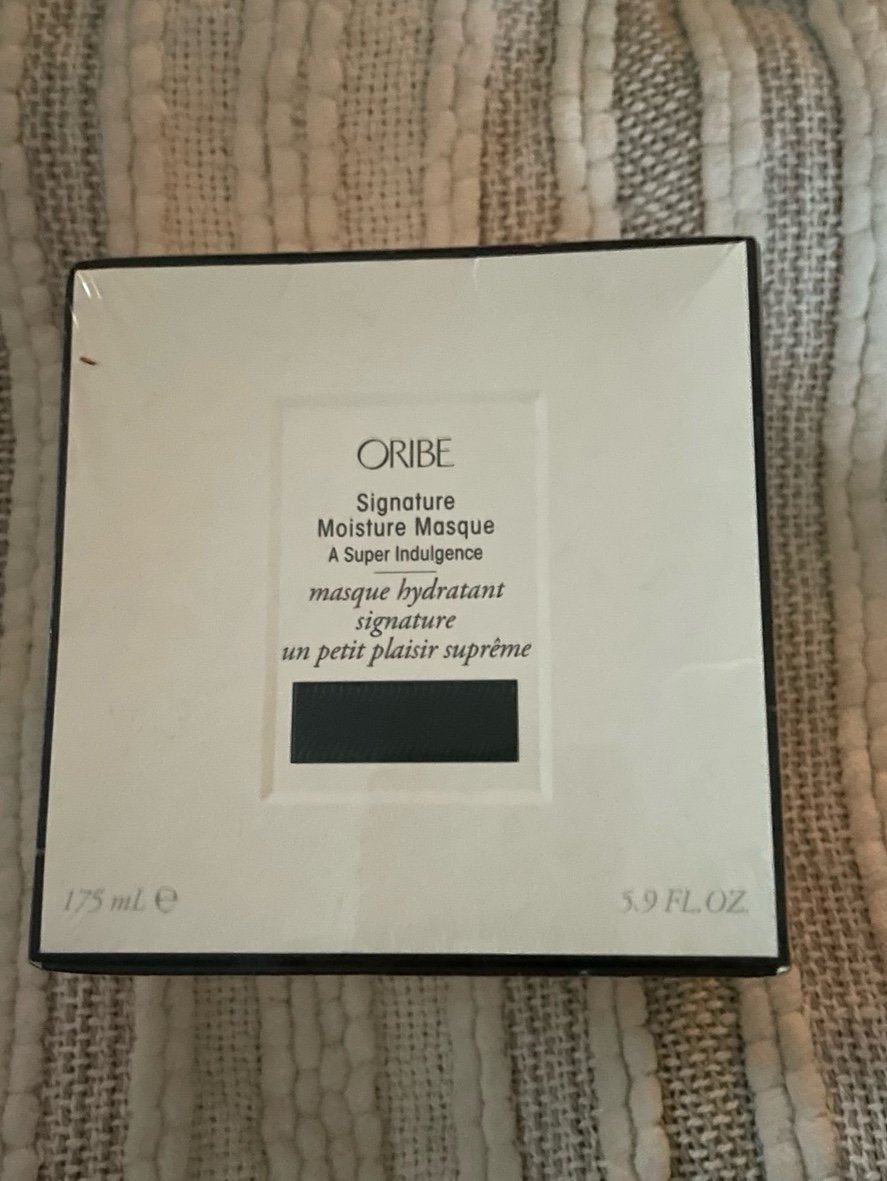 ORIBE
Signature
Moisture Masque
A Super Indulgence
masque hydratant
signature
un petit plaisir suprême
175 mL ℮
5.9 FL.OZ.